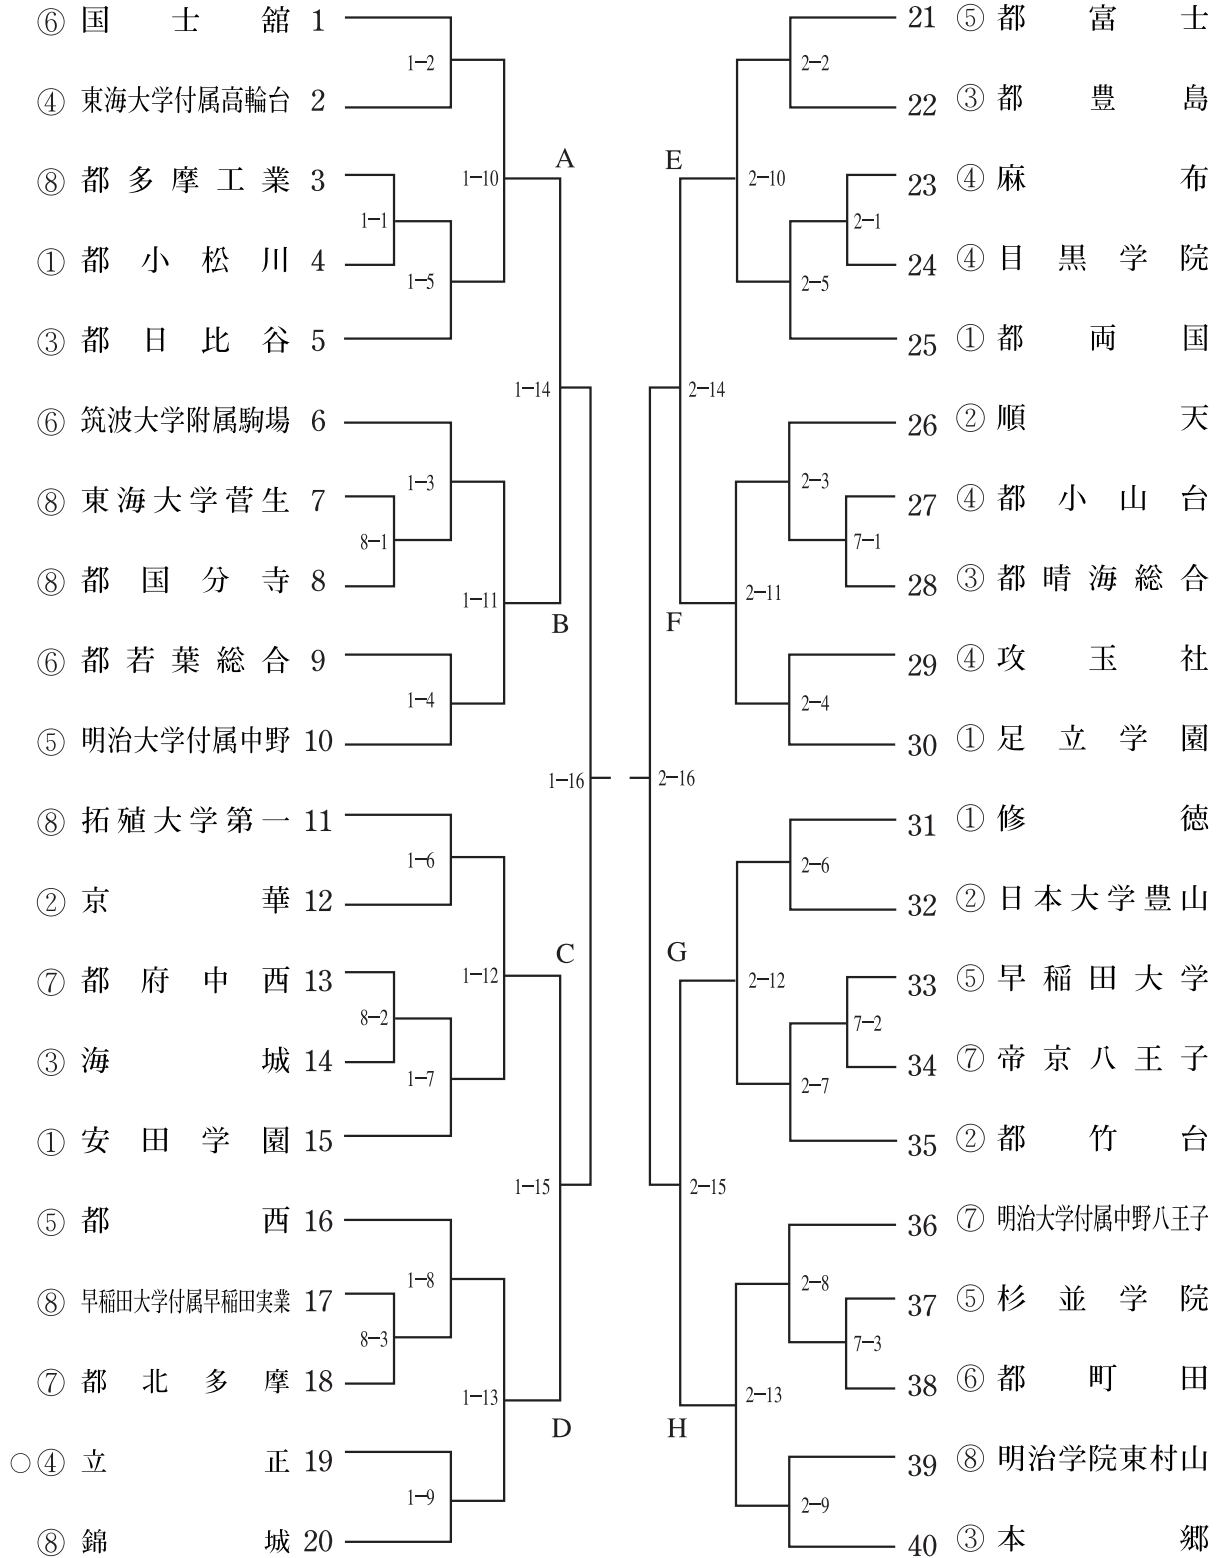 ⑥ 国士舘 1
④ 東海大学付属高輪台 2
⑧ 都多摩工業 3
① 都小松川 4
③ 都日比谷 5
⑥ 筑波大学附属駒場 6
⑧ 東海大学菅生 7
⑧ 都国分寺 8
⑥ 都若葉総合 9
⑤ 明治大学付属中野 10
⑧ 拓殖大学第一 11
② 京華 12
⑦ 都府中西 13
③ 海城 14
① 安田学園 15
⑤ 都西 16
⑧ 早稲田大学付属早稲田実業 17
⑦ 都北多摩 18
○④ 立正 19
⑧ 錦城 20
1-2
1-1
1-5
1-10
A
1-14
1-3
8-1
1-11
B
1-4
1-16
1-6
8-2
1-7
1-12
C
1-15
1-8
8-3
1-13
D
1-9
E
2-2
2-10
2-1
2-5
2-14
2-3
7-1
2-11
F
2-4
2-16
2-6
G
2-12
7-2
2-7
2-15
2-8
7-3
2-13
H
2-9
21 ⑤ 都富士
22 ③ 都豊島
23 ④ 麻布
24 ④ 目黒学院
25 ① 都両国
26 ② 順天
27 ④ 都小山台
28 ③ 都晴海総合
29 ④ 攻玉社
30 ① 足立学園
31 ① 修徳
32 ② 日本大学豊山
33 ⑤ 早稲田大学
34 ⑦ 帝京八王子
35 ② 都竹台
36 ⑦ 明治大学付属中野八王子
37 ⑤ 杉並学院
38 ⑥ 都町田
39 ⑧ 明治学院東村山
40 ③ 本郷